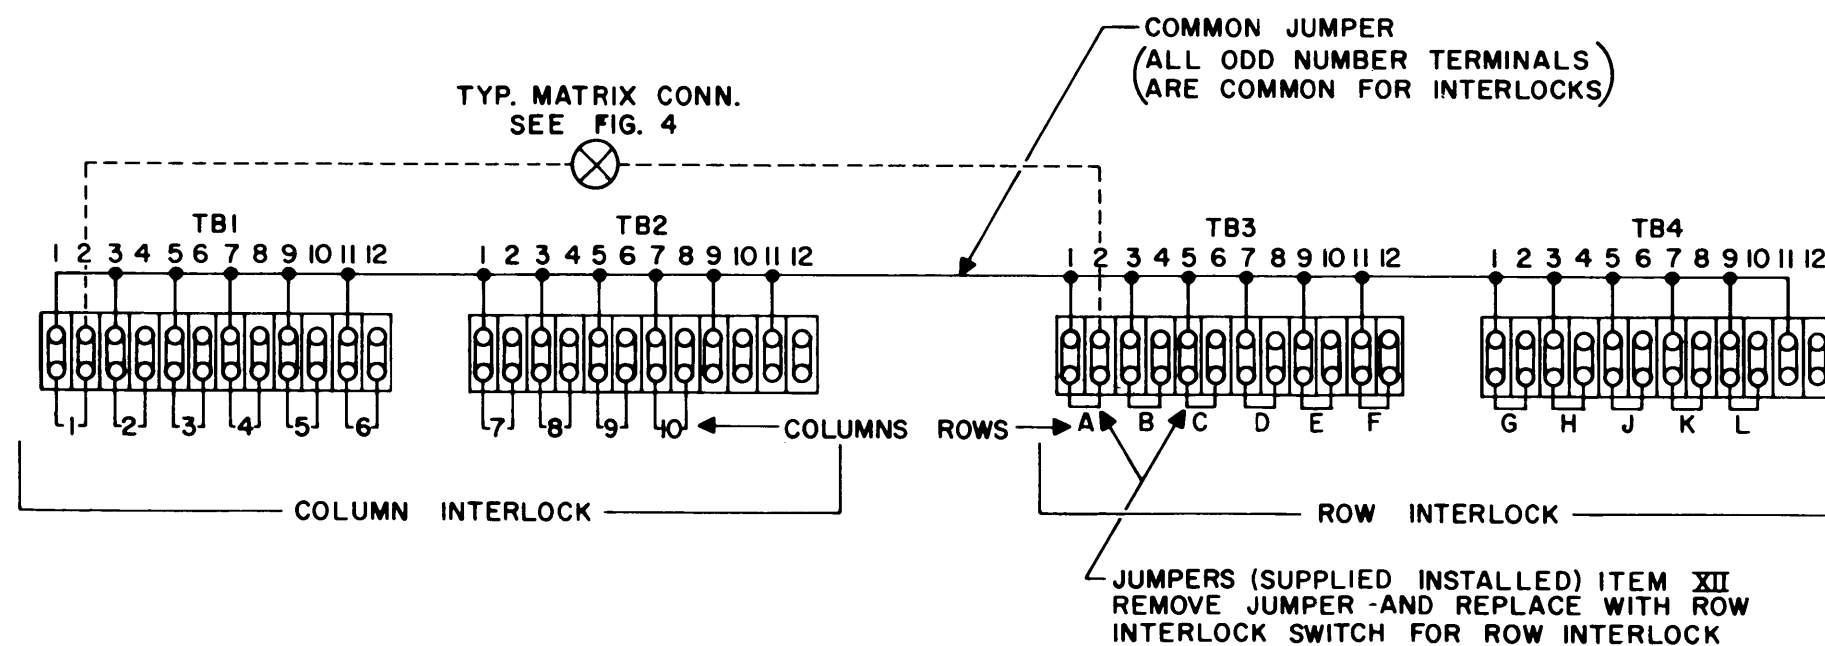 COMMON JUMPER
(ALL ODD NUMBER TERMINALS
ARE COMMON FOR INTERLOCKS)
TYP. MATRIX CONN.
SEE FIG. 4
TB1 TB2 TB3 TB4
1 2 3 4 5 6 7 8 9 10 11 12 1 2 3 4 5 6 7 8 9 10 11 12 1 2 3 4 5 6 7 8 9 10 11 12 1 2 3 4 5 6 7 8 9 10 11 12
1 2 3 4 5 6 7 8 9 10 COLUMNS ROWS A B C D E F G H J K L
COLUMN INTERLOCK ROW INTERLOCK
JUMPERS (SUPPLIED INSTALLED) ITEM XII
REMOVE JUMPER -AND REPLACE WITH ROW
INTERLOCK SWITCH FOR ROW INTERLOCK